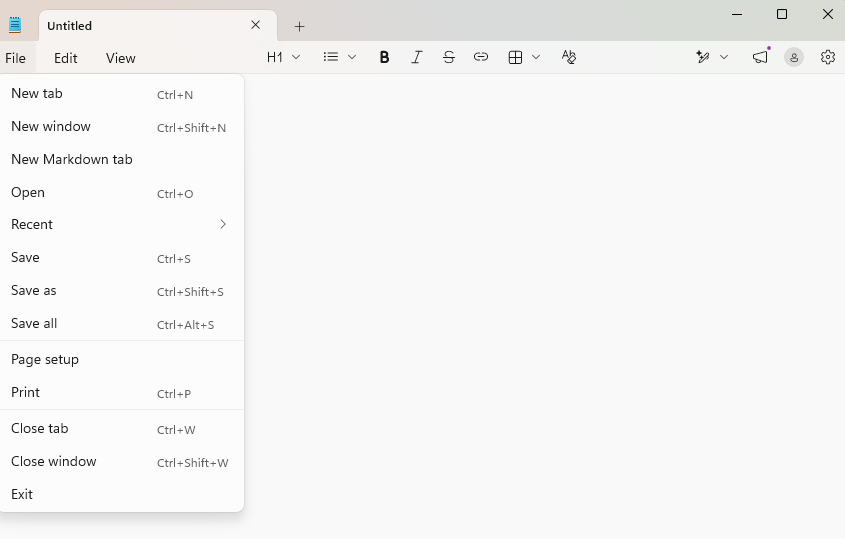 Untitled
File Edit View H1 B I S
New tab Ctrl+N
New window Ctrl+Shift+N
New Markdown tab
Open Ctrl+O
Recent
Save Ctrl+S
Save as Ctrl+Shift+S
Save all Ctrl+Alt+S
Page setup
Print Ctrl+P
Close tab Ctrl+W
Close window Ctrl+Shift+W
Exit